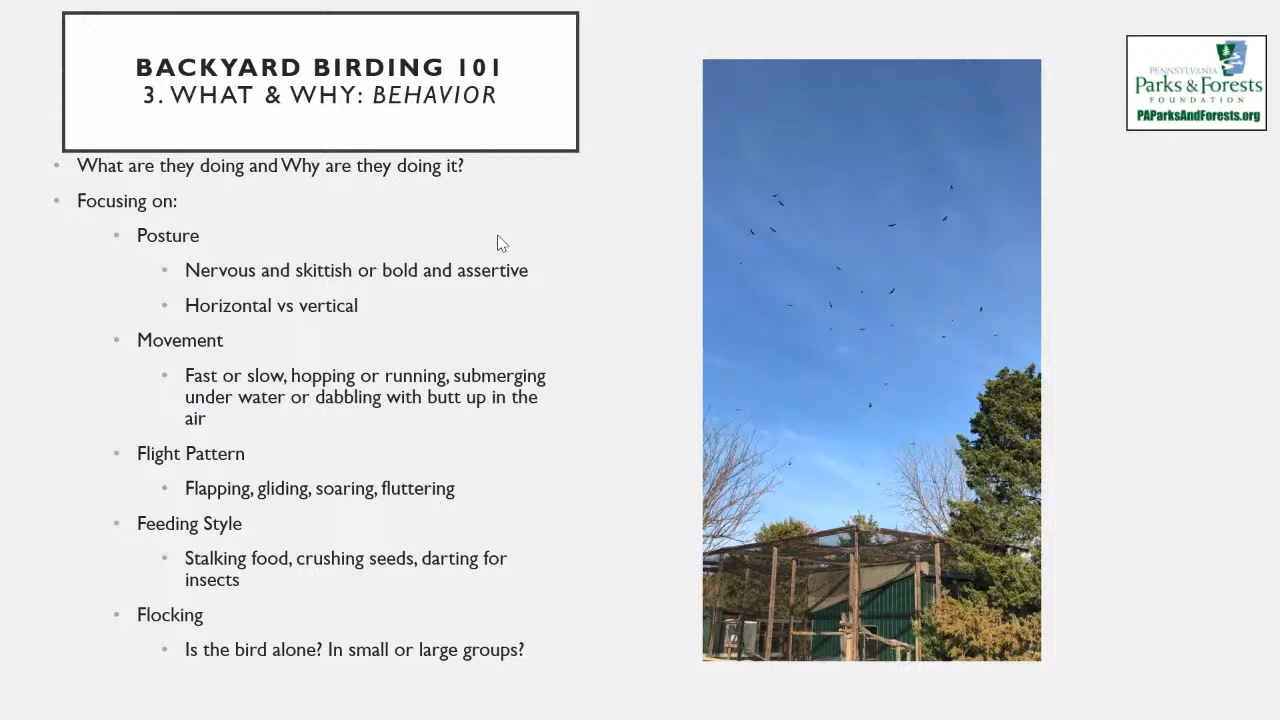 BACKYARD BIRDING 101
3. WHAT & WHY: BEHAVIOR
What are they doing and Why are they doing it?
Focusing on:
Posture
Nervous and skittish or bold and assertive
Horizontal vs vertical
Movement
Fast or slow, hopping or running, submerging
under water or dabbling with butt up in the
air
Flight Pattern
Flapping, gliding, soaring, fluttering
Feeding Style
Stalking food, crushing seeds, darting for
insects
Flocking
Is the bird alone? In small or large groups?
PENNSYLVANIA
Parks & Forests
FOUNDATION
PAParksAndForests.org